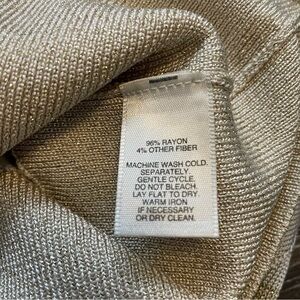 96% RAYON
4% OTHER FIBER
MACHINE WASH COLD.
SEPARATELY.
GENTLE CYCLE.
DO NOT BLEACH.
LAY FLAT TO DRY.
WARM IRON
IF NECESSARY
OR DRY CLEAN.